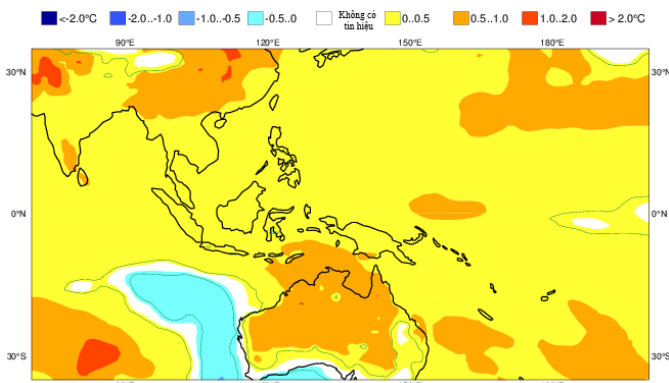 <-2.0°C -2.0..-1.0 -1.0..-0.5 -0.5..0 Không có tín hiệu 0..0.5 0.5..1.0 1.0..2.0 > 2.0°C
90°E 120°E 150°E 180°E
30°N 30°N
0°N 0°N
30°S 30°S